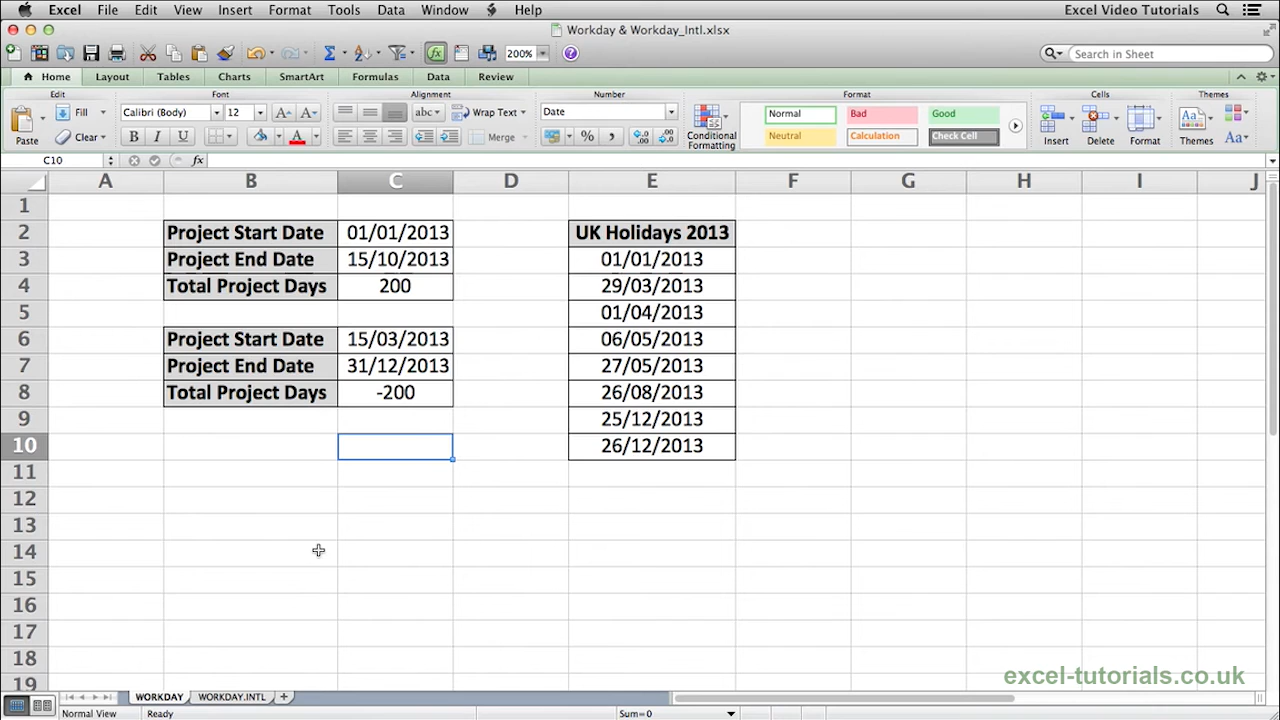 Excel File Edit View Insert Format Tools Data Window Help Excel Video Tutorials
Workday & Workday_Intl.xlsx
200% Search in Sheet
Home Layout Tables Charts SmartArt Formulas Data Review
Edit Font Alignment Number Format Cells Themes
Paste Fill Calibri (Body) 12 abc Wrap Text Date Conditional Formatting Normal Bad Good Insert Delete Format Themes Aa
Clear B I U A Merge % Neutral Calculation Check Cell
C10 fx
A B C D E F G H I J
1
2 Project Start Date 01/01/2013 UK Holidays 2013
3 Project End Date 15/10/2013 01/01/2013
4 Total Project Days 200 29/03/2013
5 01/04/2013
6 Project Start Date 15/03/2013 06/05/2013
7 Project End Date 31/12/2013 27/05/2013
8 Total Project Days -200 26/08/2013
9 25/12/2013
10 26/12/2013
11
12
13
14
15
16
17
18
19
excel-tutorials.co.uk
WORKDAY WORKDAY.INTL
Normal View Ready Sum=0